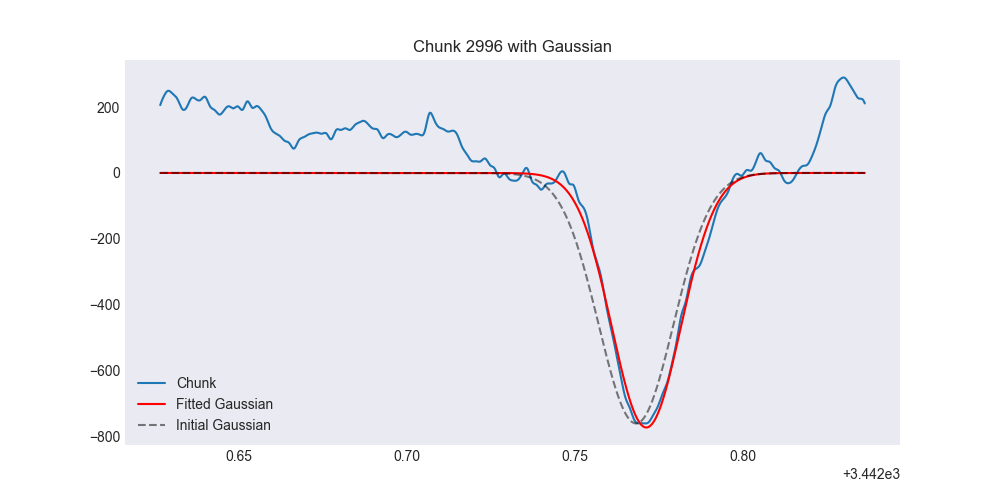 Chunk 2996 with Gaussian
200
0
−200
−400
−600
−800
Chunk
Fitted Gaussian
Initial Gaussian
0.65 0.70 0.75 0.80
+3.442e3